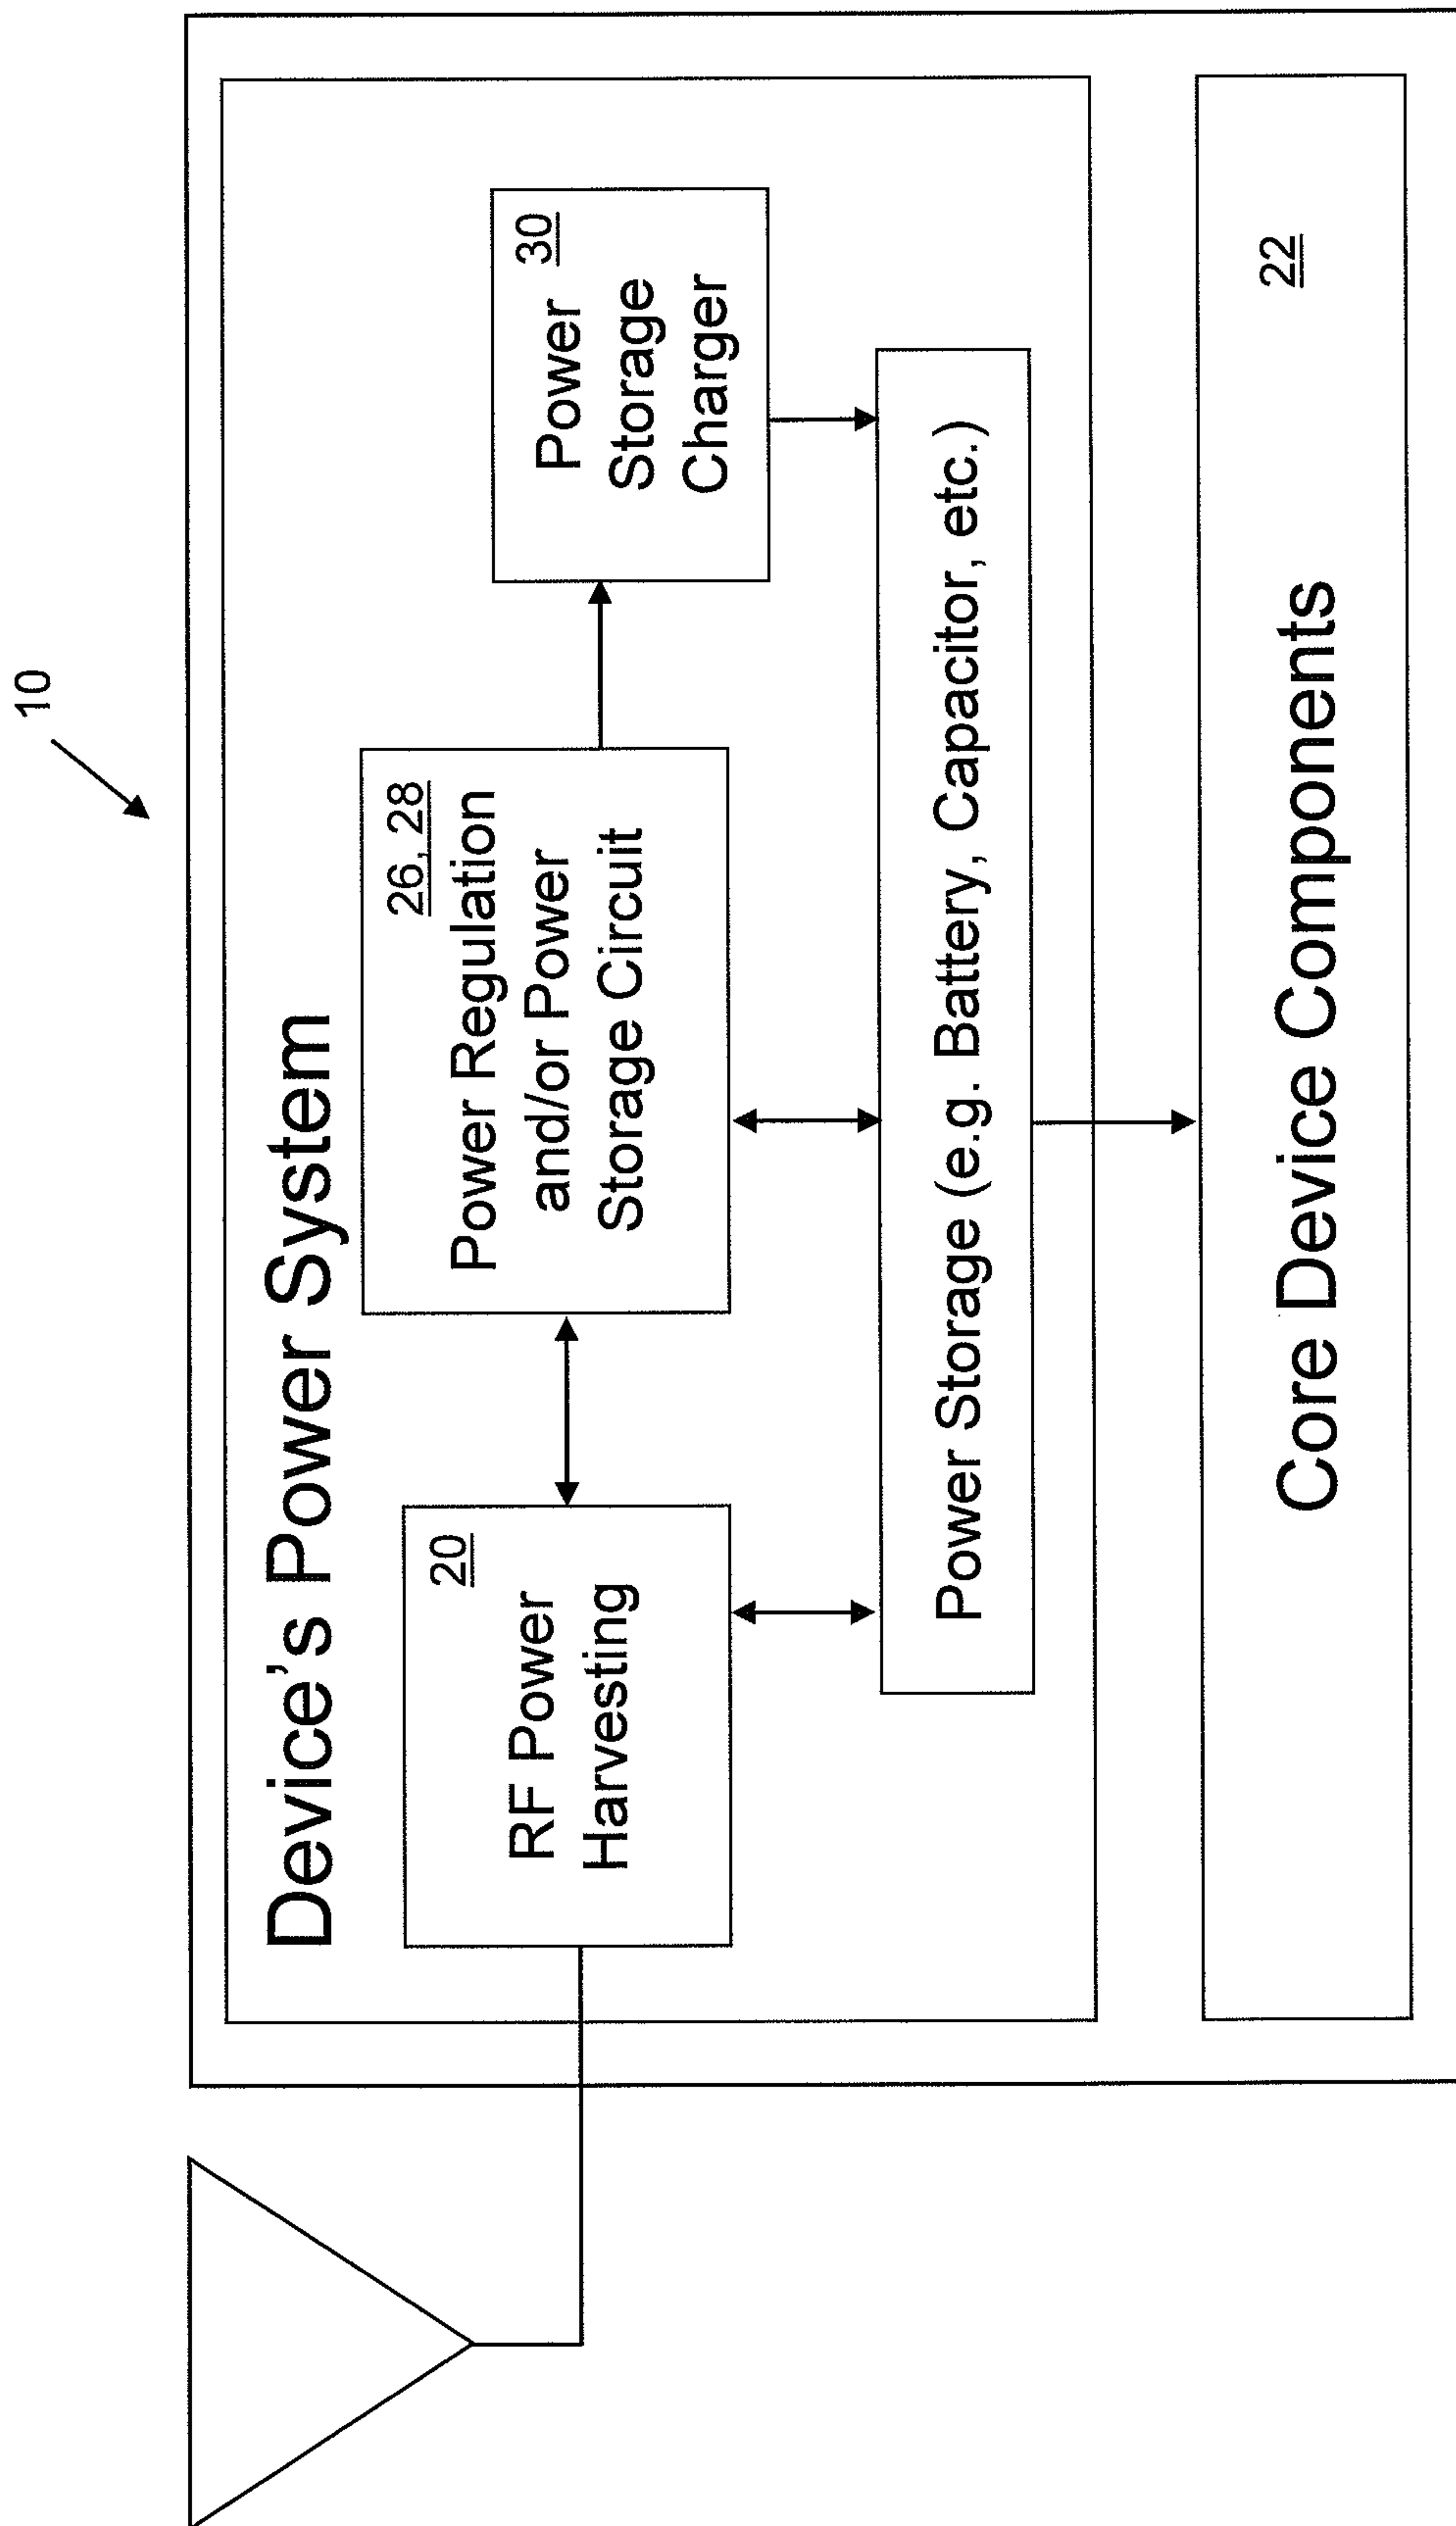 10
Device's Power System
20
RF Power
Harvesting
26, 28
Power Regulation
and/or Power
Storage Circuit
30
Power
Storage
Charger
Power Storage (e.g. Battery, Capacitor, etc.)
22
Core Device Components